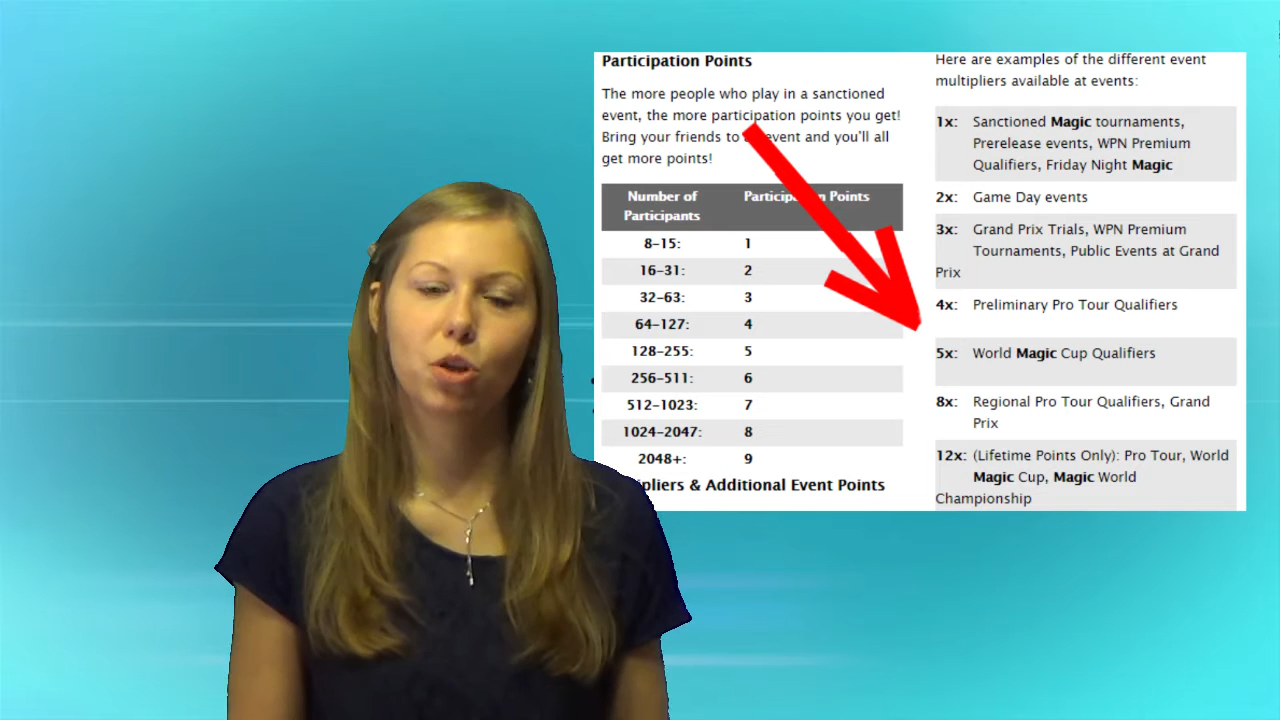 Participation Points
The more people who play in a sanctioned
event, the more participation points you get!
Bring your friends to event and you'll all
get more points!
Number of Participants
Participation Points
8–15: 1
16–31: 2
32–63: 3
64–127: 4
128–255: 5
256–511: 6
512–1023: 7
1024–2047: 8
2048+: 9
& Additional Event Points
Here are examples of the different event
multipliers available at events:
1x: Sanctioned Magic tournaments,
Prerelease events, WPN Premium
Qualifiers, Friday Night Magic
2x: Game Day events
3x: Grand Prix Trials, WPN Premium
Tournaments, Public Events at Grand
Prix
4x: Preliminary Pro Tour Qualifiers
5x: World Magic Cup Qualifiers
8x: Regional Pro Tour Qualifiers, Grand
Prix
12x: (Lifetime Points Only): Pro Tour, World
Magic Cup, Magic World
Championship